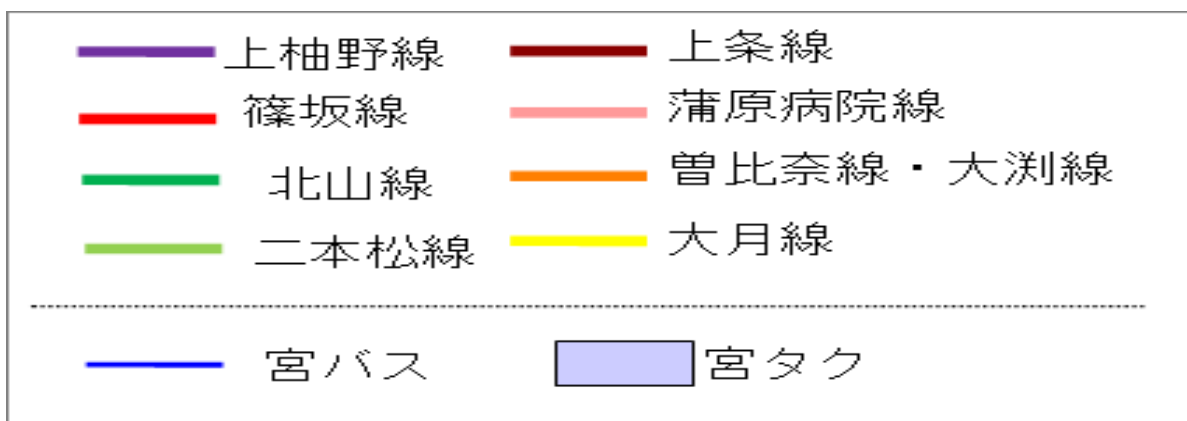 上柚野線 上条線
篠坂線 蒲原病院線
北山線 曽比奈線・大渕線
二本松線 大月線
宮バス 宮タク